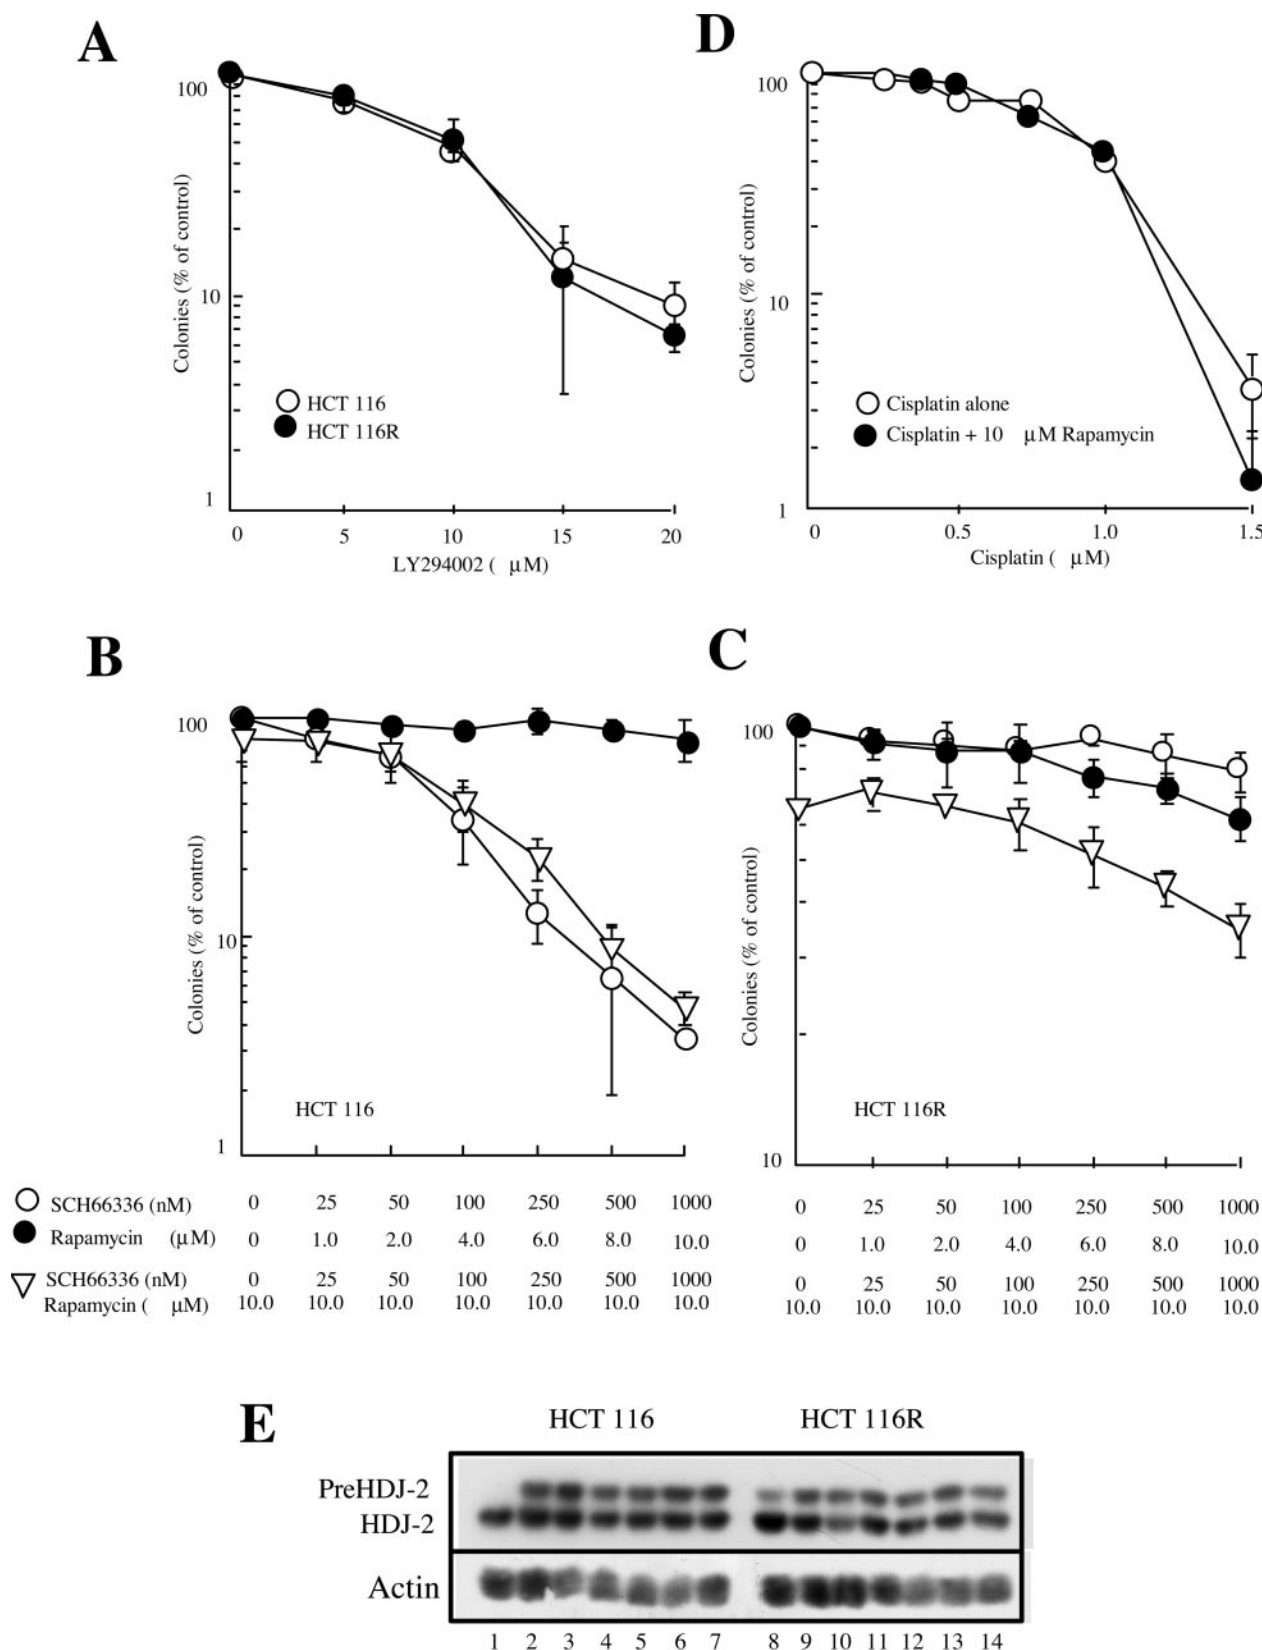 A
100
10
1
Colonies (% of control)
HCT 116
HCT 116R
0 5 10 15 20
LY294002 ( μM)
D
100
10
1
Colonies (% of control)
Cisplatin alone
Cisplatin + 10 μM Rapamycin
0 0.5 1.0 1.5
Cisplatin ( μM)
B
100
10
1
Colonies (% of control)
HCT 116
C
100
10
Colonies (% of control)
HCT 116R
SCH66336 (nM) 0 25 50 100 250 500 1000 0 25 50 100 250 500 1000
Rapamycin (μM) 0 1.0 2.0 4.0 6.0 8.0 10.0 0 1.0 2.0 4.0 6.0 8.0 10.0
SCH66336 (nM) 0 25 50 100 250 500 1000 0 25 50 100 250 500 1000
Rapamycin ( μM) 10.0 10.0 10.0 10.0 10.0 10.0 10.0 10.0 10.0 10.0 10.0 10.0 10.0 10.0
E
HCT 116 HCT 116R
PreHDJ-2
HDJ-2
Actin
1 2 3 4 5 6 7 8 9 10 11 12 13 14